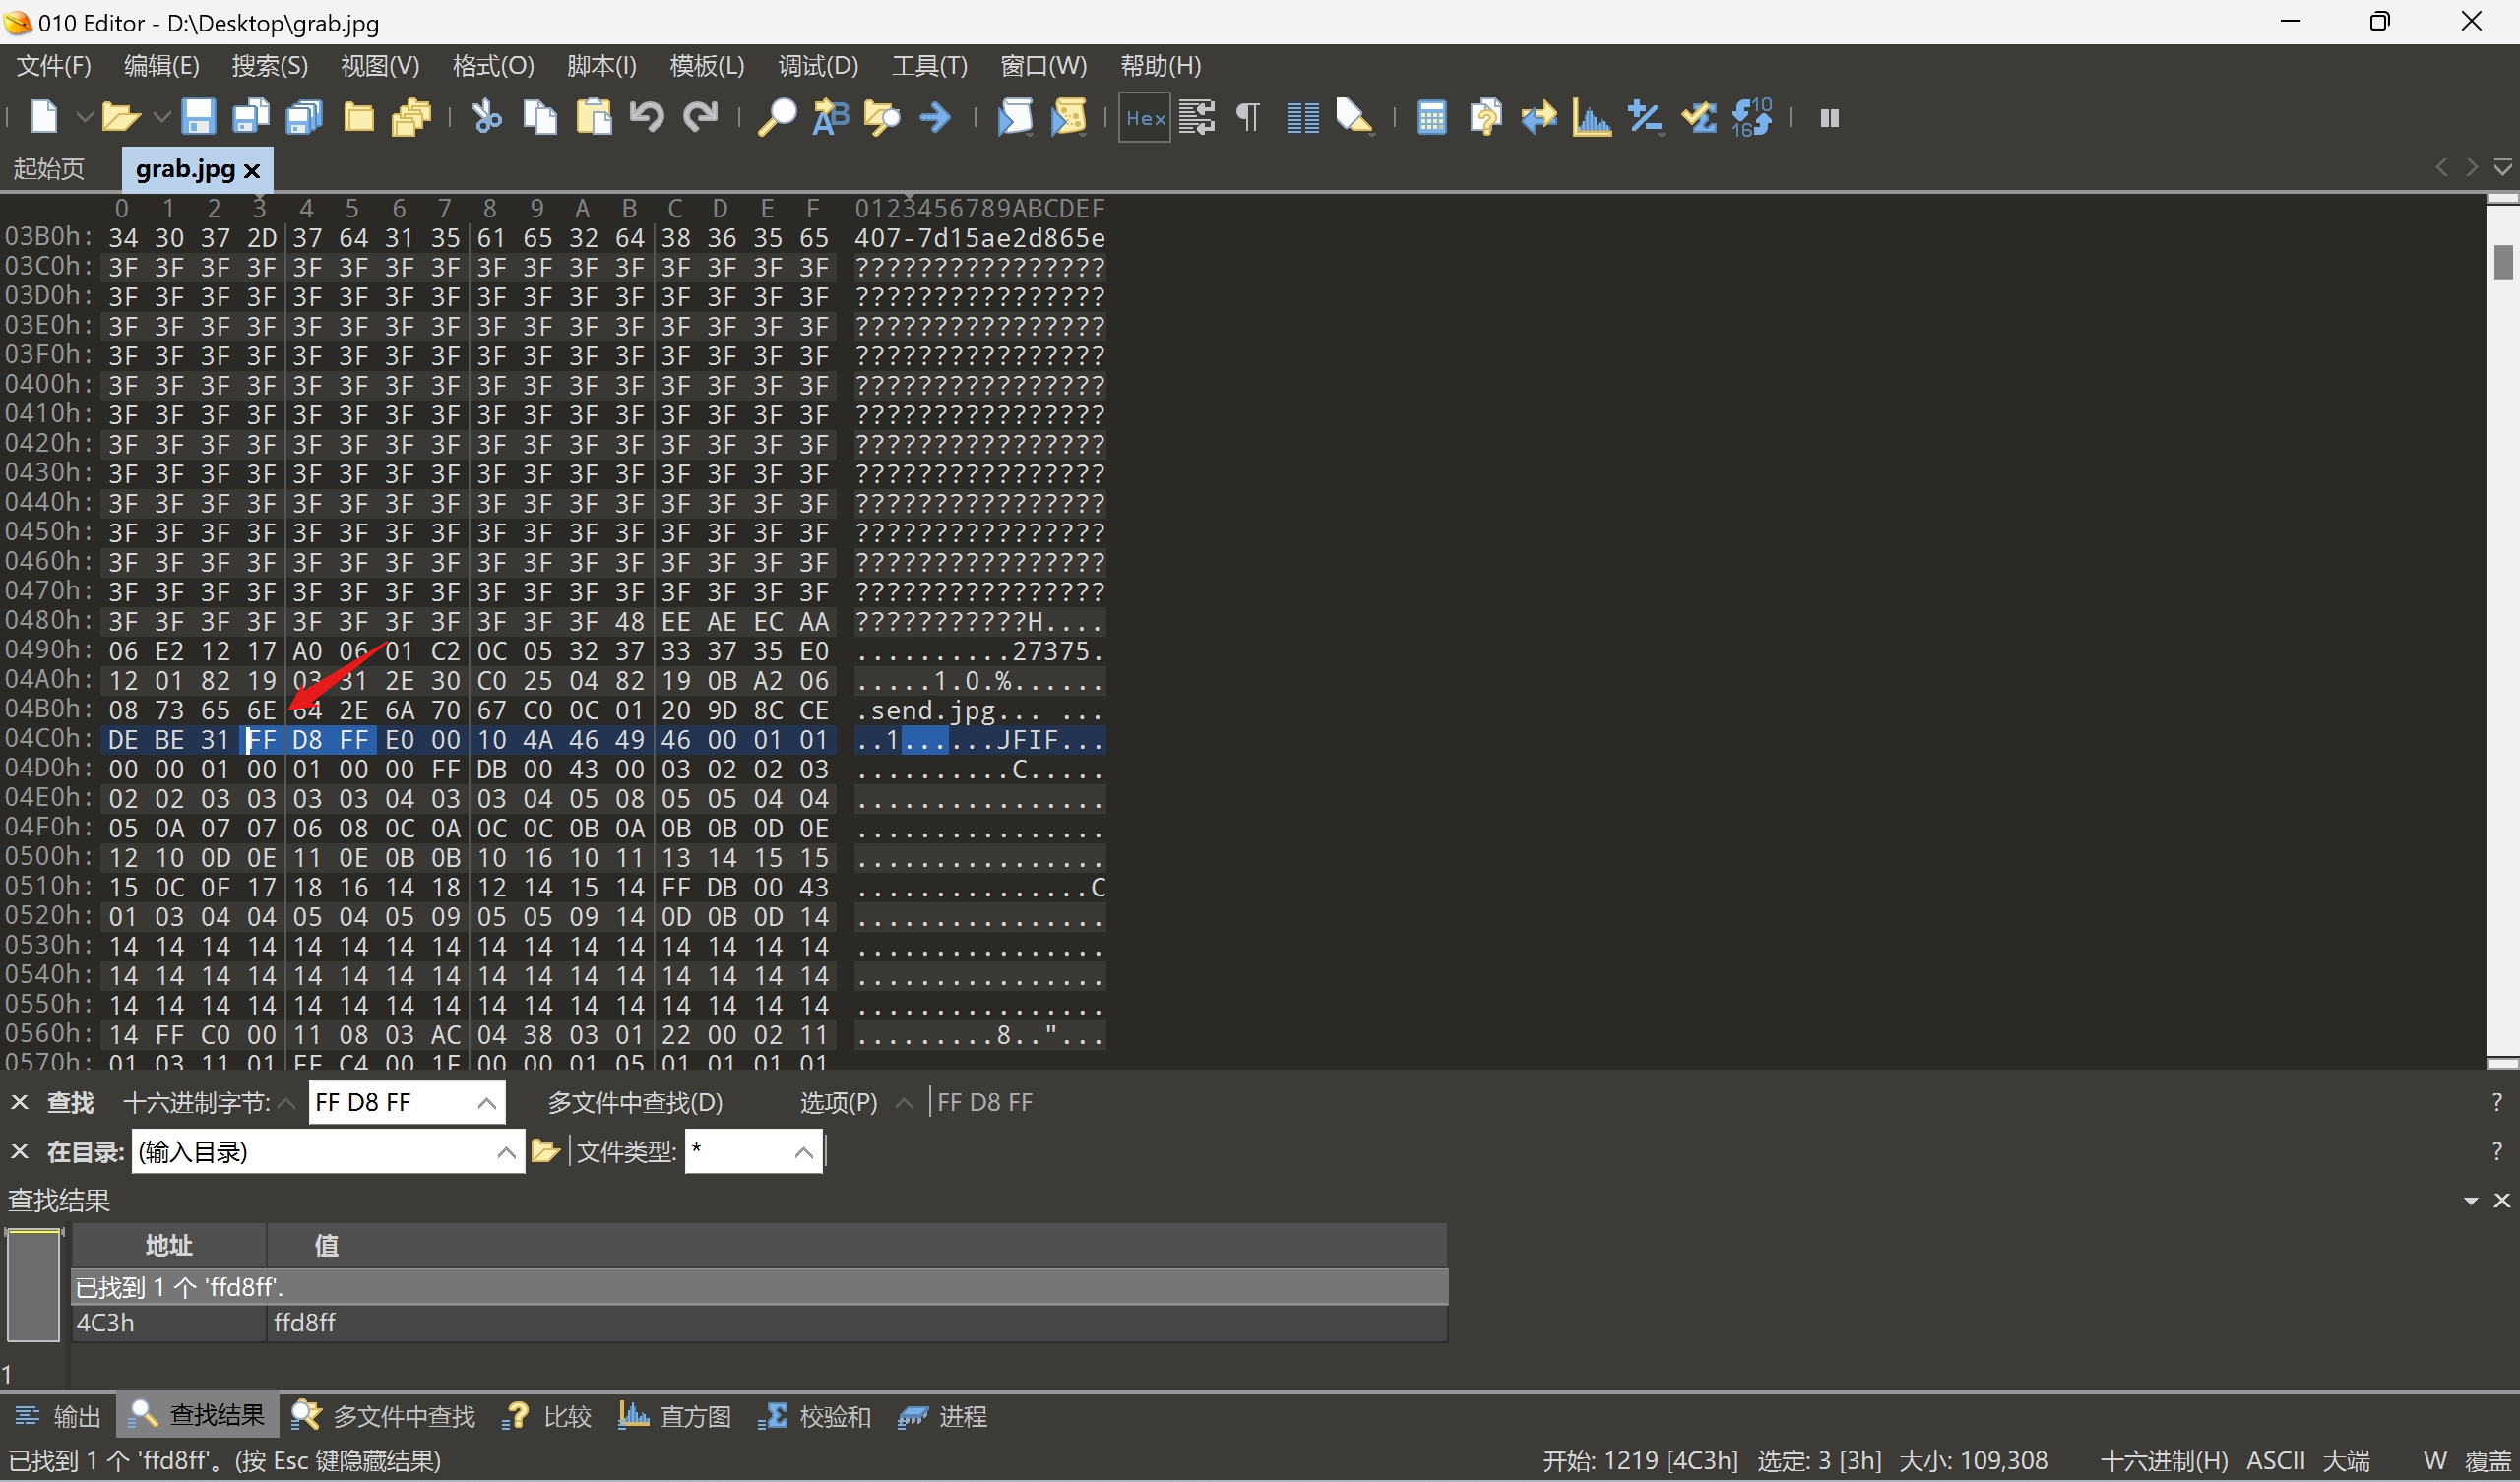 010 Editor - D:\Desktop\grab.jpg
文件(F) 编辑(E) 搜索(S) 视图(V) 格式(O) 脚本(I) 模板(L) 调试(D) 工具(T) 窗口(W) 帮助(H)
Hex
起始页 grab.jpg
0 1 2 3 4 5 6 7 8 9 A B C D E F 0123456789ABCDEF
03B0h: 34 30 37 2D 37 64 31 35 61 65 32 64 38 36 35 65 407-7d15ae2d865e
03C0h: 3F 3F 3F 3F 3F 3F 3F 3F 3F 3F 3F 3F 3F 3F 3F 3F ????????????????
03D0h: 3F 3F 3F 3F 3F 3F 3F 3F 3F 3F 3F 3F 3F 3F 3F 3F ????????????????
03E0h: 3F 3F 3F 3F 3F 3F 3F 3F 3F 3F 3F 3F 3F 3F 3F 3F ????????????????
03F0h: 3F 3F 3F 3F 3F 3F 3F 3F 3F 3F 3F 3F 3F 3F 3F 3F ????????????????
0400h: 3F 3F 3F 3F 3F 3F 3F 3F 3F 3F 3F 3F 3F 3F 3F 3F ????????????????
0410h: 3F 3F 3F 3F 3F 3F 3F 3F 3F 3F 3F 3F 3F 3F 3F 3F ????????????????
0420h: 3F 3F 3F 3F 3F 3F 3F 3F 3F 3F 3F 3F 3F 3F 3F 3F ????????????????
0430h: 3F 3F 3F 3F 3F 3F 3F 3F 3F 3F 3F 3F 3F 3F 3F 3F ????????????????
0440h: 3F 3F 3F 3F 3F 3F 3F 3F 3F 3F 3F 3F 3F 3F 3F 3F ????????????????
0450h: 3F 3F 3F 3F 3F 3F 3F 3F 3F 3F 3F 3F 3F 3F 3F 3F ????????????????
0460h: 3F 3F 3F 3F 3F 3F 3F 3F 3F 3F 3F 3F 3F 3F 3F 3F ????????????????
0470h: 3F 3F 3F 3F 3F 3F 3F 3F 3F 3F 3F 3F 3F 3F 3F 3F ????????????????
0480h: 3F 3F 3F 3F 3F 3F 3F 3F 3F 3F 3F 48 EE AE EC AA ???????????H....
0490h: 06 E2 12 17 A0 06 01 C2 0C 05 32 37 33 37 35 E0 ..........27375.
04A0h: 12 01 82 19 03 31 2E 30 C0 25 04 82 19 0B A2 06 .....1.0.%......
04B0h: 08 73 65 6E 64 2E 6A 70 67 C0 0C 01 20 9D 8C CE .send.jpg... ...
04C0h: DE BE 31 FF D8 FF E0 00 10 4A 46 49 46 00 01 01 ..1......JFIF...
04D0h: 00 00 01 00 01 00 00 FF DB 00 43 00 03 02 02 03 ..........C.....
04E0h: 02 02 03 03 03 03 04 03 03 04 05 08 05 05 04 04 ................
04F0h: 05 0A 07 07 06 08 0C 0A 0C 0C 0B 0A 0B 0B 0D 0E ................
0500h: 12 10 0D 0E 11 0E 0B 0B 10 16 10 11 13 14 15 15 ................
0510h: 15 0C 0F 17 18 16 14 18 12 14 15 14 FF DB 00 43 ...............C
0520h: 01 03 04 04 05 04 05 09 05 05 09 14 0D 0B 0D 14 ................
0530h: 14 14 14 14 14 14 14 14 14 14 14 14 14 14 14 14 ................
0540h: 14 14 14 14 14 14 14 14 14 14 14 14 14 14 14 14 ................
0550h: 14 14 14 14 14 14 14 14 14 14 14 14 14 14 14 14 ................
0560h: 14 FF C0 00 11 08 03 AC 04 38 03 01 22 00 02 11 .........8.."...
0570h: 01 03 11 01 FF C4 00 1F 00 00 01 05 01 01 01 01
查找 十六进制字节: FF D8 FF 多文件中查找(D) 选项(P) FF D8 FF ?
在目录: (输入目录) 文件类型: * ?
查找结果
地址 值
已找到 1 个 'ffd8ff'.
4C3h ffd8ff
1
输出 查找结果 多文件中查找 比较 直方图 校验和 进程
已找到 1 个 'ffd8ff'。(按 Esc 键隐藏结果) 开始: 1219 [4C3h] 选定: 3 [3h] 大小: 109,308 十六进制(H) ASCII 大端 W 覆盖